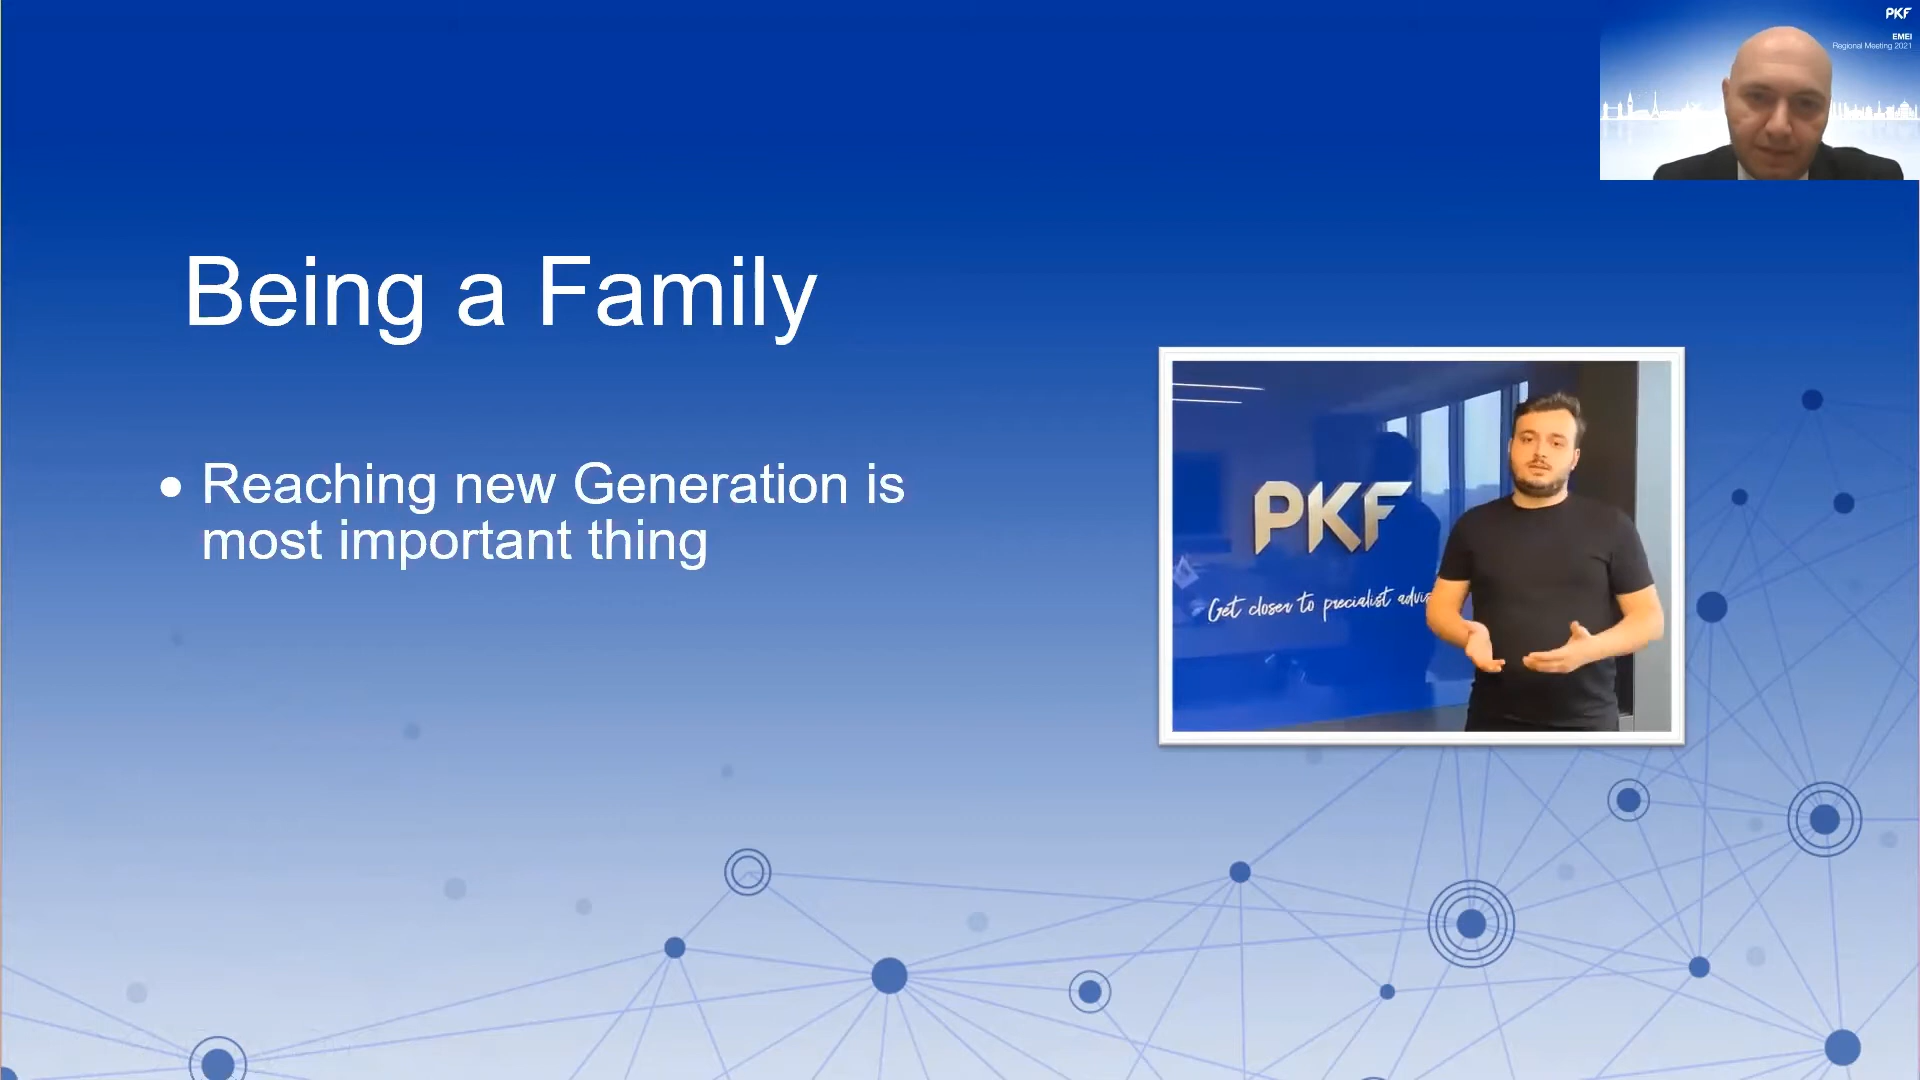 PKF
EMEI
Regional Meeting 2021
Being a Family
• Reaching new Generation is
most important thing
PKF
Get closer to precialist advis